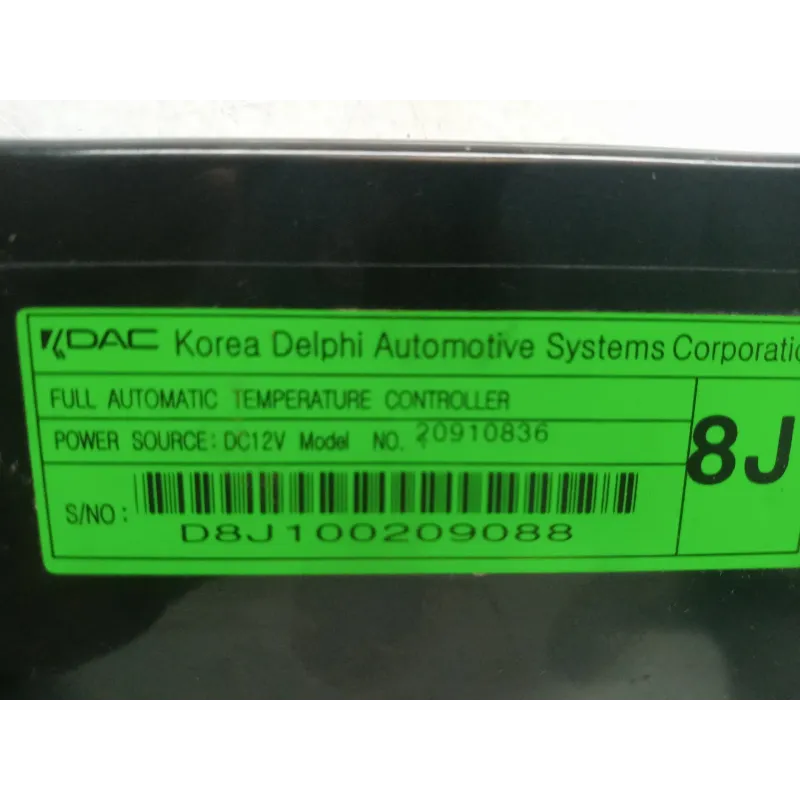 KDAC Korea Delphi Automotive Systems Corporatio
FULL AUTOMATIC TEMPERATURE CONTROLLER
POWER SOURCE: DC12V Model NO. 20910836
8J
S/NO :
D8J100209088